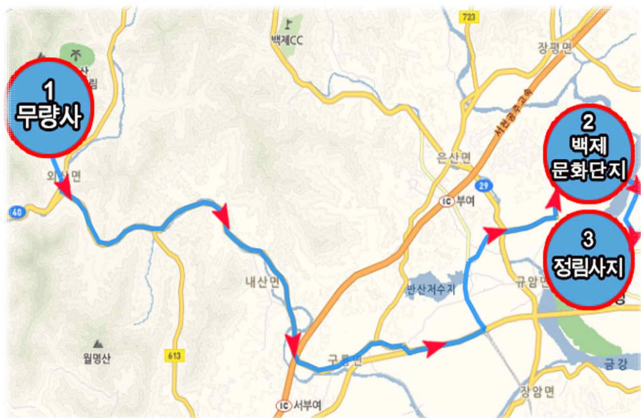 723
백제CC
장평면
1
무량사
산
림
서천공주고속
2
백제
문화단지
은산면
외산면
29
IC 부여
40
3
정림사지
내산면
반산저수지
규암면
강
월명산
613
구룡면
금강
IC 서부여
장암면